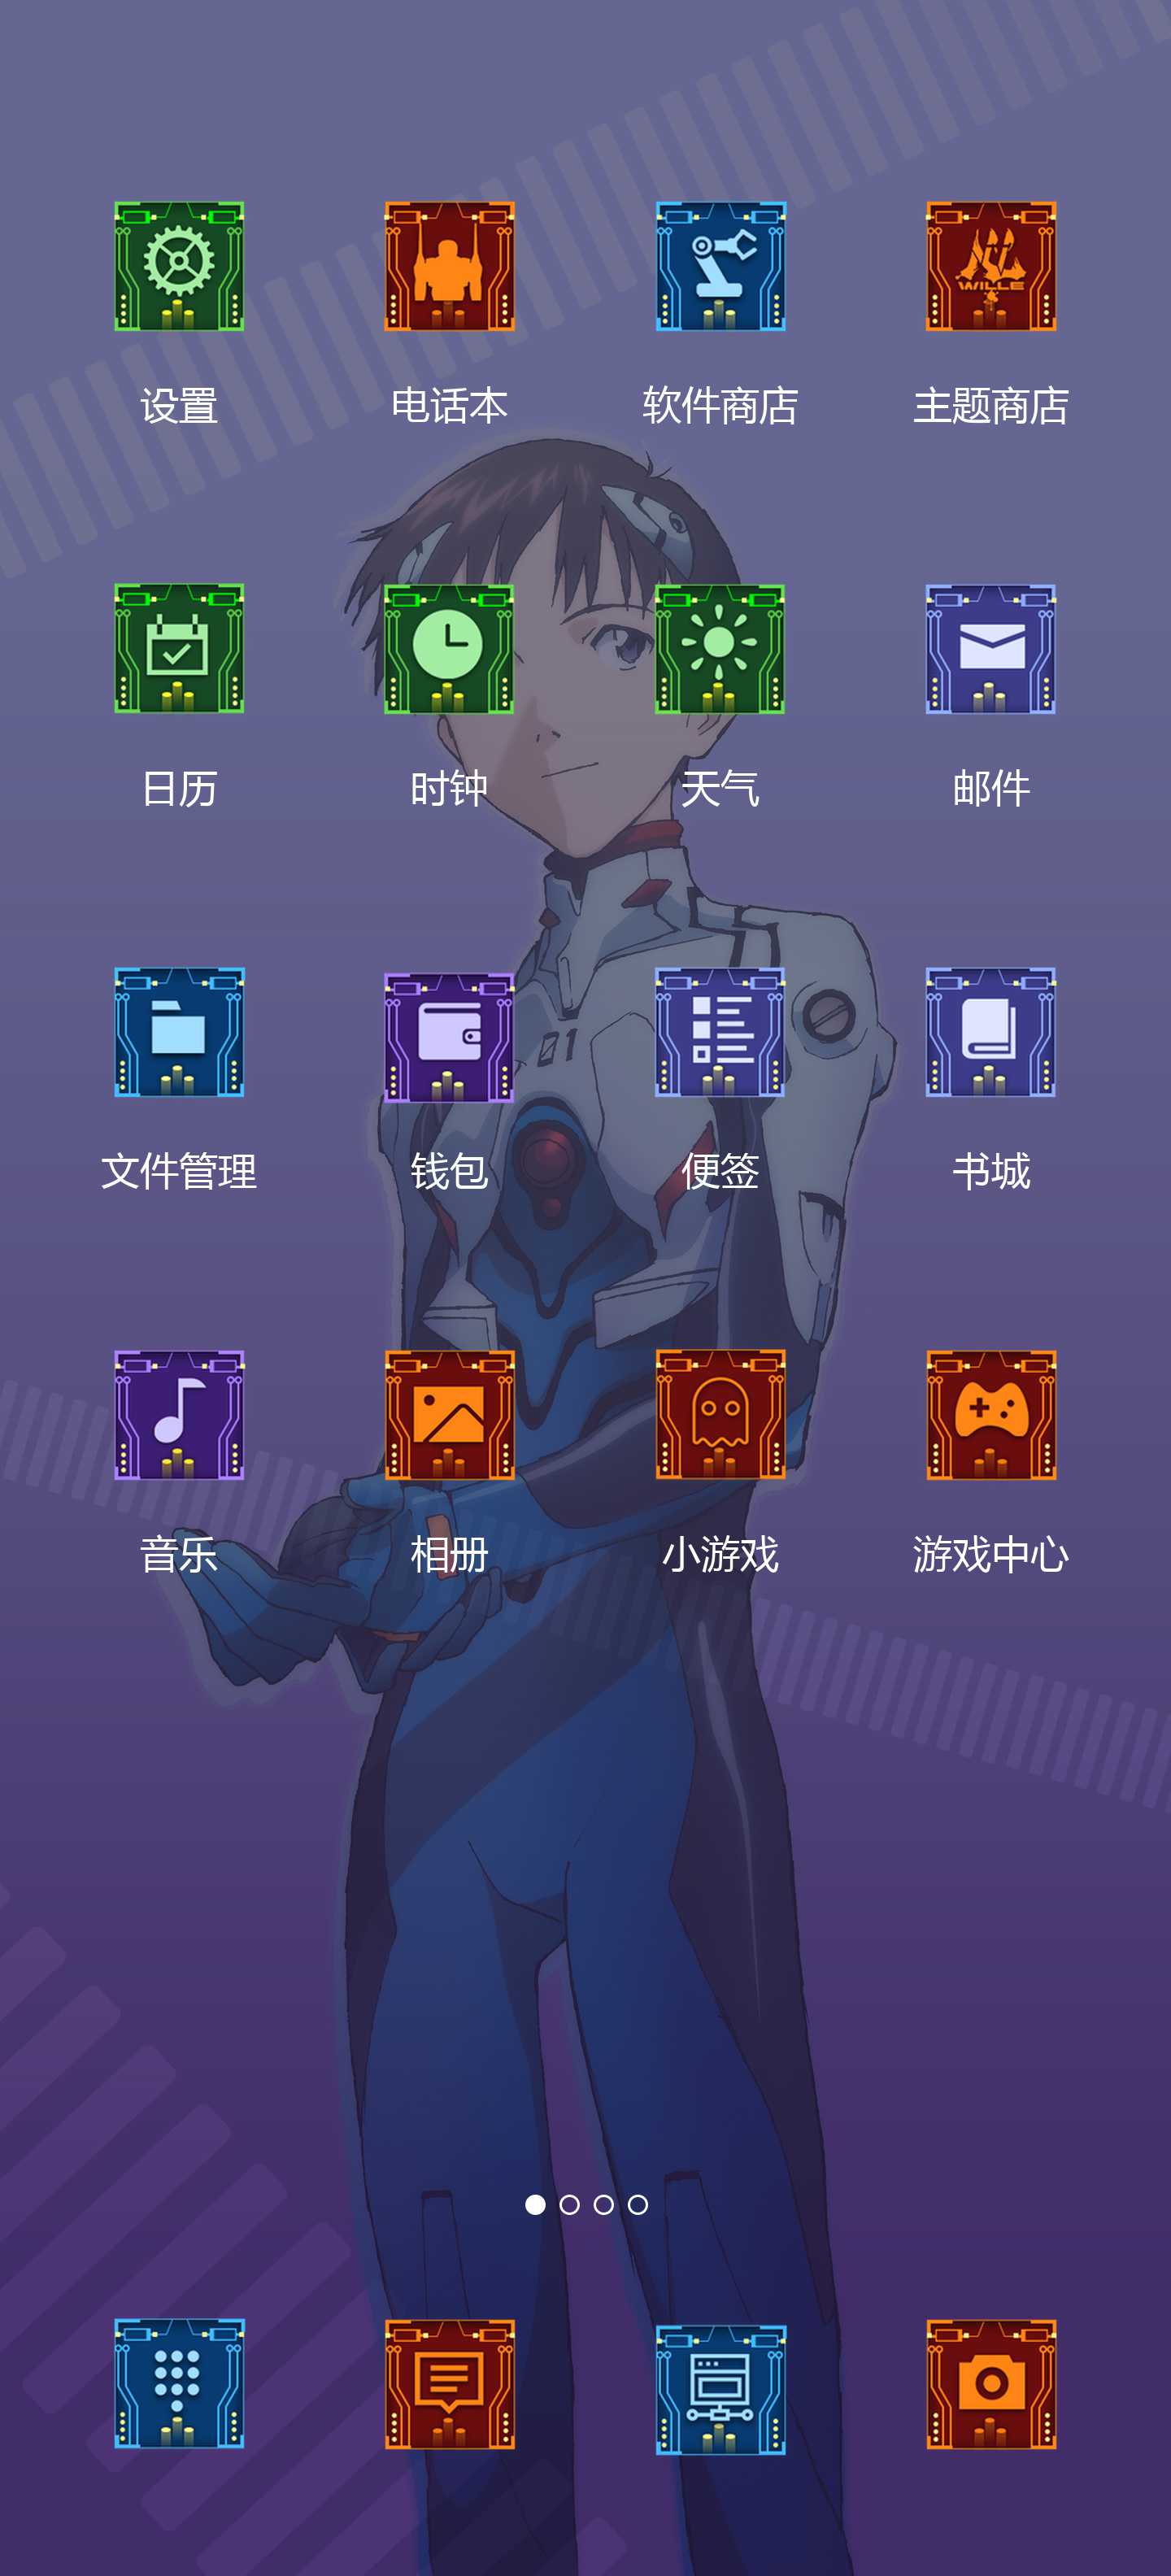 WILLE
设置 电话本 软件商店 主题商店
日历 时钟 天气 邮件
01
文件管理 钱包 便签 书城
音乐 相册 小游戏 游戏中心